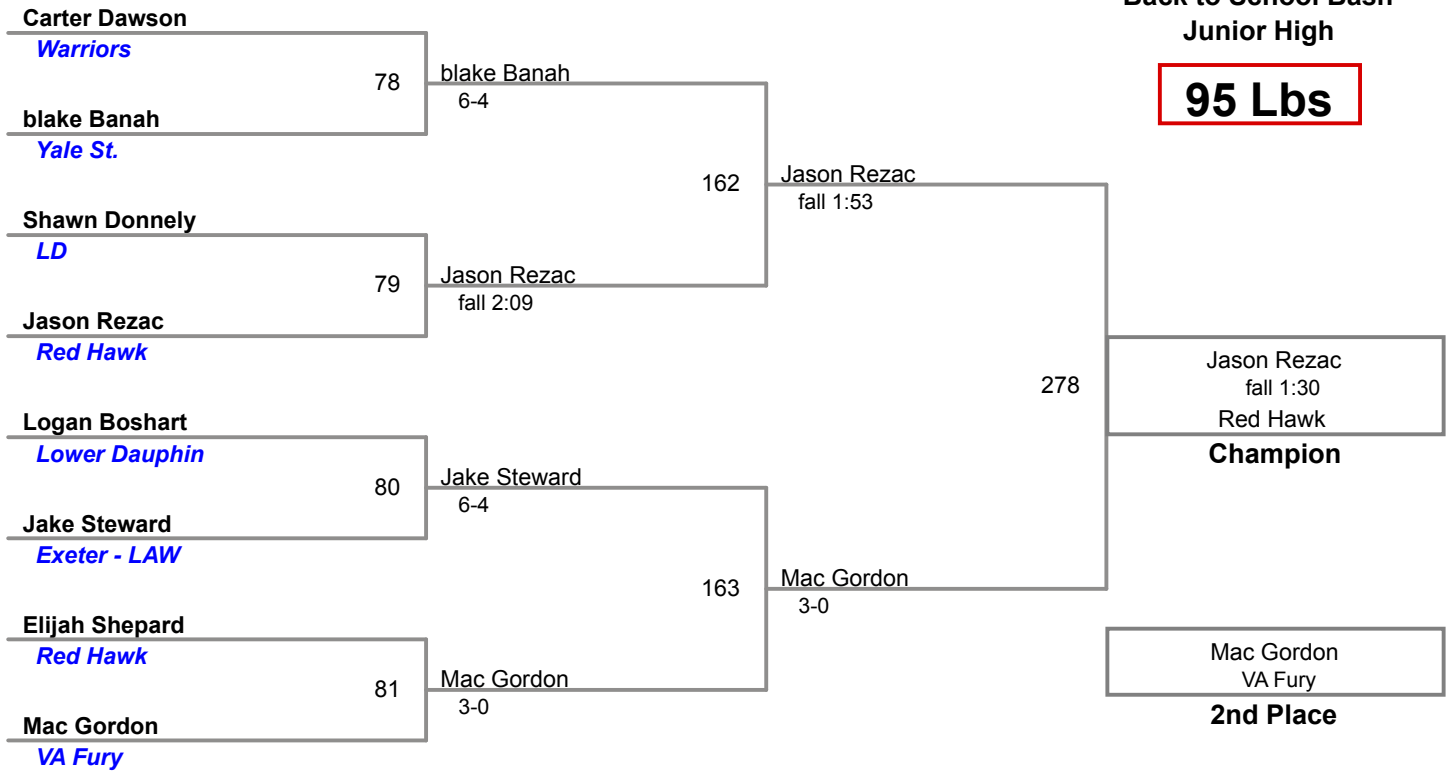 Back to School Bash
Junior High
95 Lbs
Carter Dawson
Warriors
78
blake Banah
6-4
blake Banah
Yale St.
162
Jason Rezac
fall 1:53
Shawn Donnely
LD
79
Jason Rezac
fall 2:09
Jason Rezac
Red Hawk
278
Jason Rezac
fall 1:30
Red Hawk
Champion
Logan Boshart
Lower Dauphin
80
Jake Steward
6-4
Jake Steward
Exeter - LAW
163
Mac Gordon
3-0
Elijah Shepard
Red Hawk
81
Mac Gordon
3-0
Mac Gordon
VA Fury
Mac Gordon
VA Fury
2nd Place